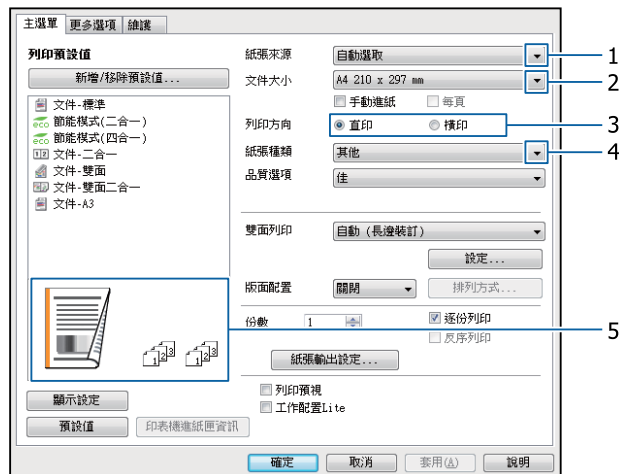 主選單 更多選項 維護
列印預設值
新增/移除預設值...
文件-標準
eco 節能模式(二合一)
eco 節能模式(四合一)
文件-二合一
文件-雙面
文件-雙面二合一
文件-A3
紙張來源 自動選取 1
文件大小 A4 210 x 297 mm 2
手動進紙 每頁
列印方向 直印 橫印 3
紙張種類 其他 4
品質選項 佳
雙面列印 自動 (長邊裝訂)
設定...
版面配置 關閉 排列方式...
份數 1 逐份列印
反序列印
紙張輸出設定...
列印預視
工作配置Lite
1 2 3 1 2 3
5
顯示設定
預設值 印表機進紙匣資訊
確定 取消 套用(A) 說明